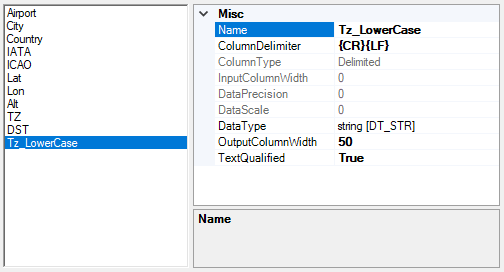 Airport
City
Country
IATA
ICAO
Lat
Lon
Alt
TZ
DST
Tz_LowerCase
Misc
Name Tz_LowerCase
ColumnDelimiter {CR}{LF}
ColumnType Delimited
InputColumnWidth 0
DataPrecision 0
DataScale 0
DataType string [DT_STR]
OutputColumnWidth 50
TextQualified True
Name